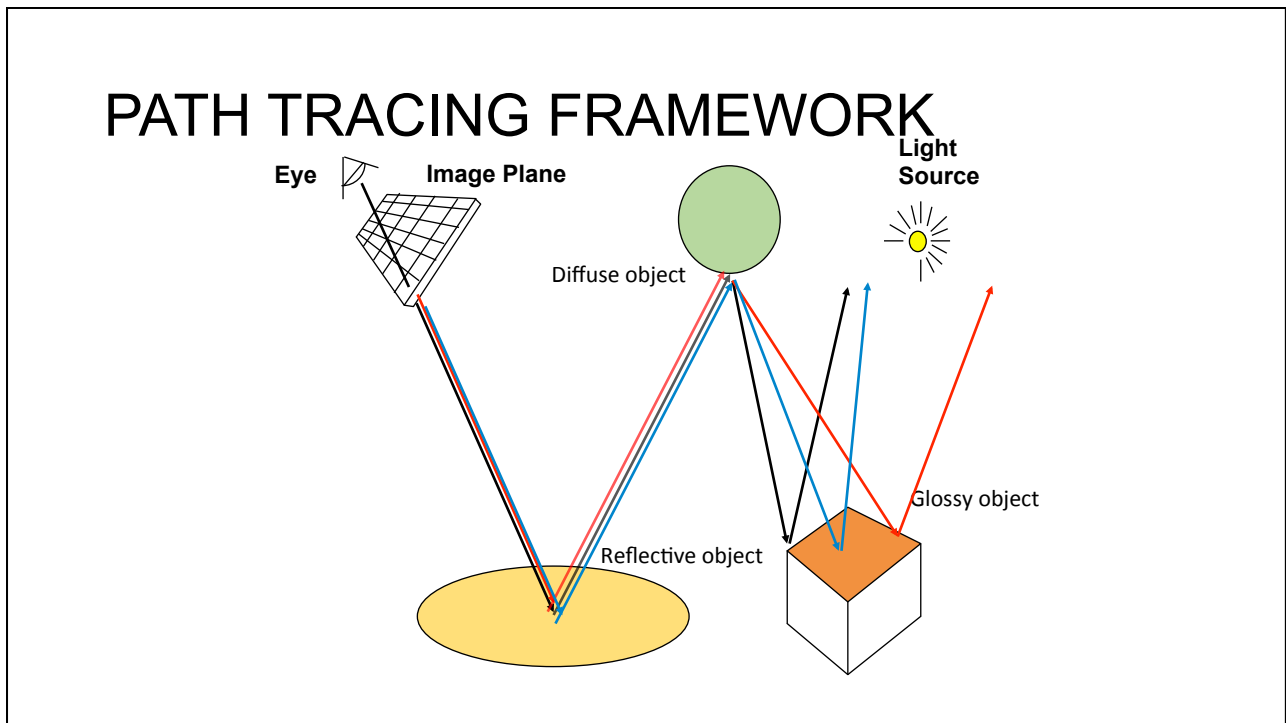 PATH TRACING FRAMEWORK
Eye
Image Plane
Light
Source
Diffuse object
Glossy object
Reflective object